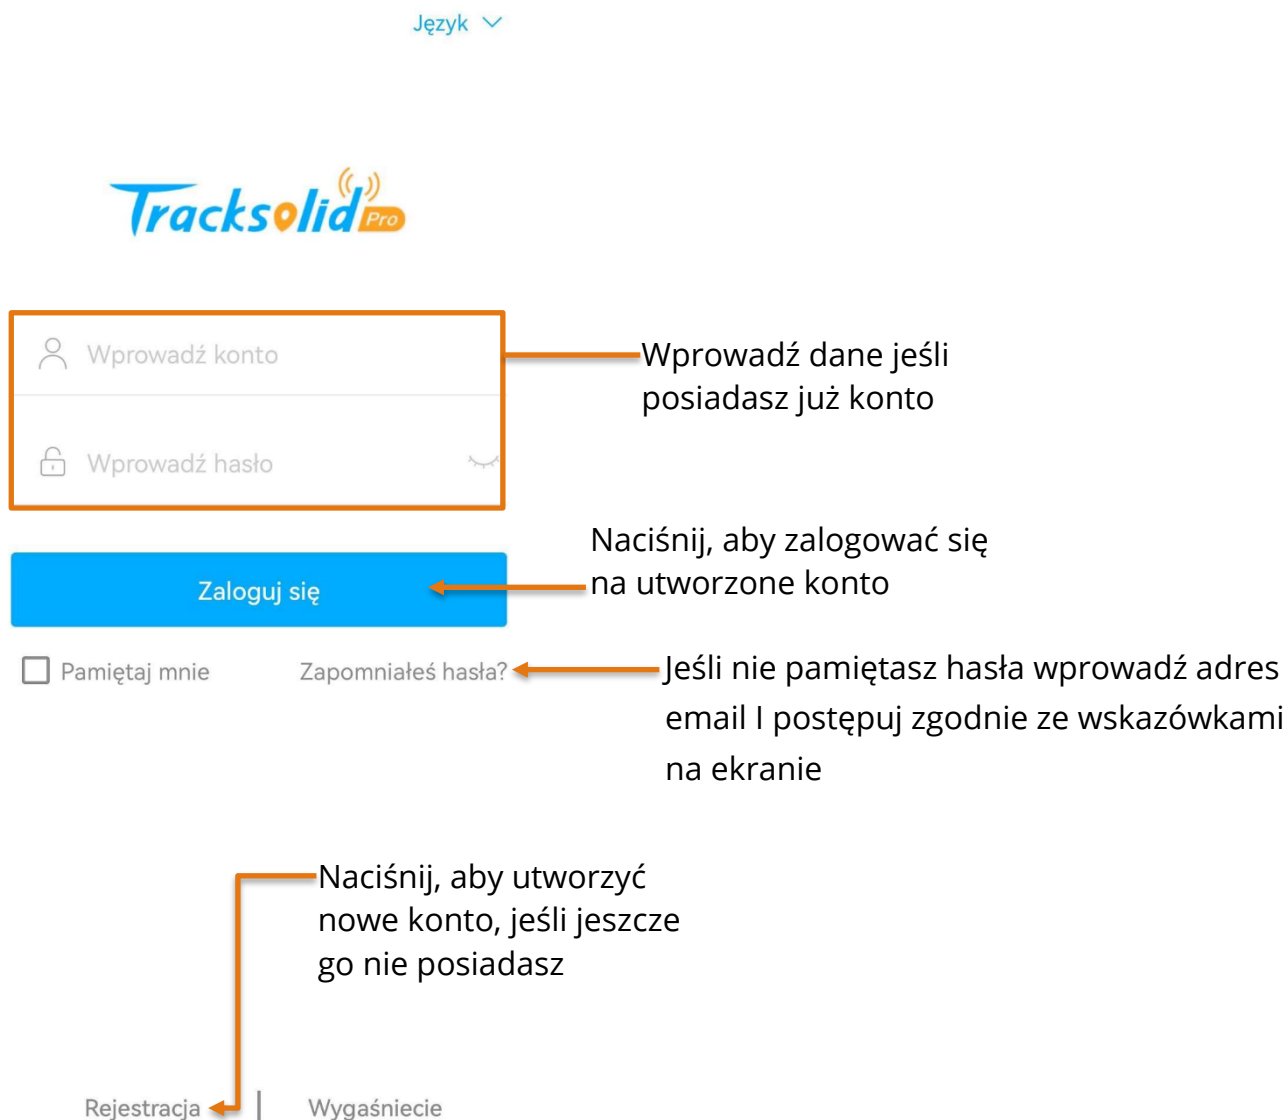 Język
Tracksolid Pro
Wprowadź konto
Wprowadź dane jeśli
posiadasz już konto
Wprowadź hasło
Naciśnij, aby zalogować się
na utworzone konto
Zaloguj się
Pamiętaj mnie
Zapomniałeś hasła?
Jeśli nie pamiętasz hasła wprowadź adres
email I postępuj zgodnie ze wskazówkami
na ekranie
Naciśnij, aby utworzyć
nowe konto, jeśli jeszcze
go nie posiadasz
Rejestracja | Wygaśniecie